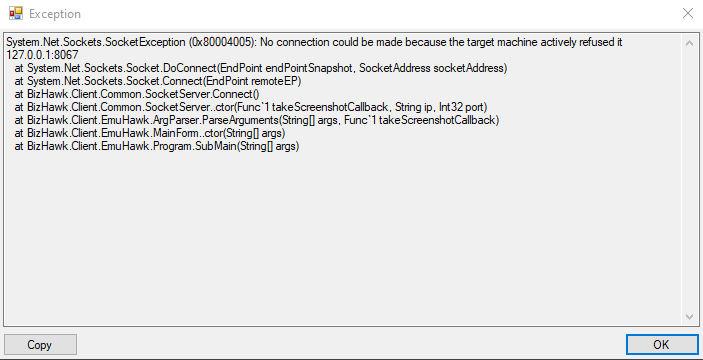 Exception
System.Net.Sockets.SocketException (0x80004005): No connection could be made because the target machine actively refused it
127.0.0.1:8067
at System.Net.Sockets.Socket.DoConnect(EndPoint endPointSnapshot, SocketAddress socketAddress)
at System.Net.Sockets.Socket.Connect(EndPoint remoteEP)
at BizHawk.Client.Common.SocketServer.Connect()
at BizHawk.Client.Common.SocketServer..ctor(Func`1 takeScreenshotCallback, String ip, Int32 port)
at BizHawk.Client.EmuHawk.ArgParser.ParseArguments(String[] args, Func`1 takeScreenshotCallback)
at BizHawk.Client.EmuHawk.MainForm..ctor(String[] args)
at BizHawk.Client.EmuHawk.Program.SubMain(String[] args)
Copy
OK